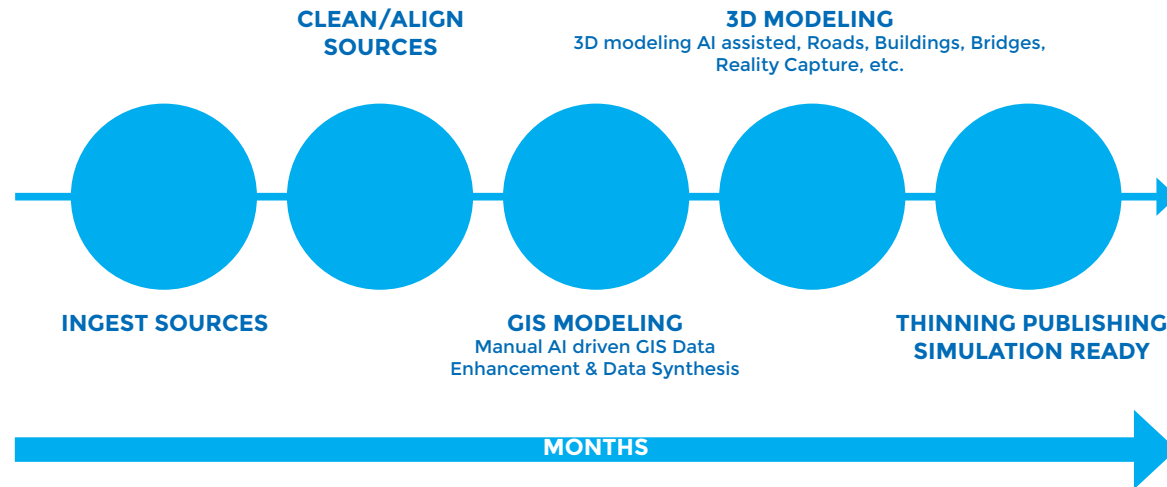 CLEAN/ALIGN
SOURCES
3D MODELING
3D modeling AI assisted, Roads, Buildings, Bridges,
Reality Capture, etc.
INGEST SOURCES
GIS MODELING
Manual AI driven GIS Data
Enhancement & Data Synthesis
THINNING PUBLISHING
SIMULATION READY
MONTHS